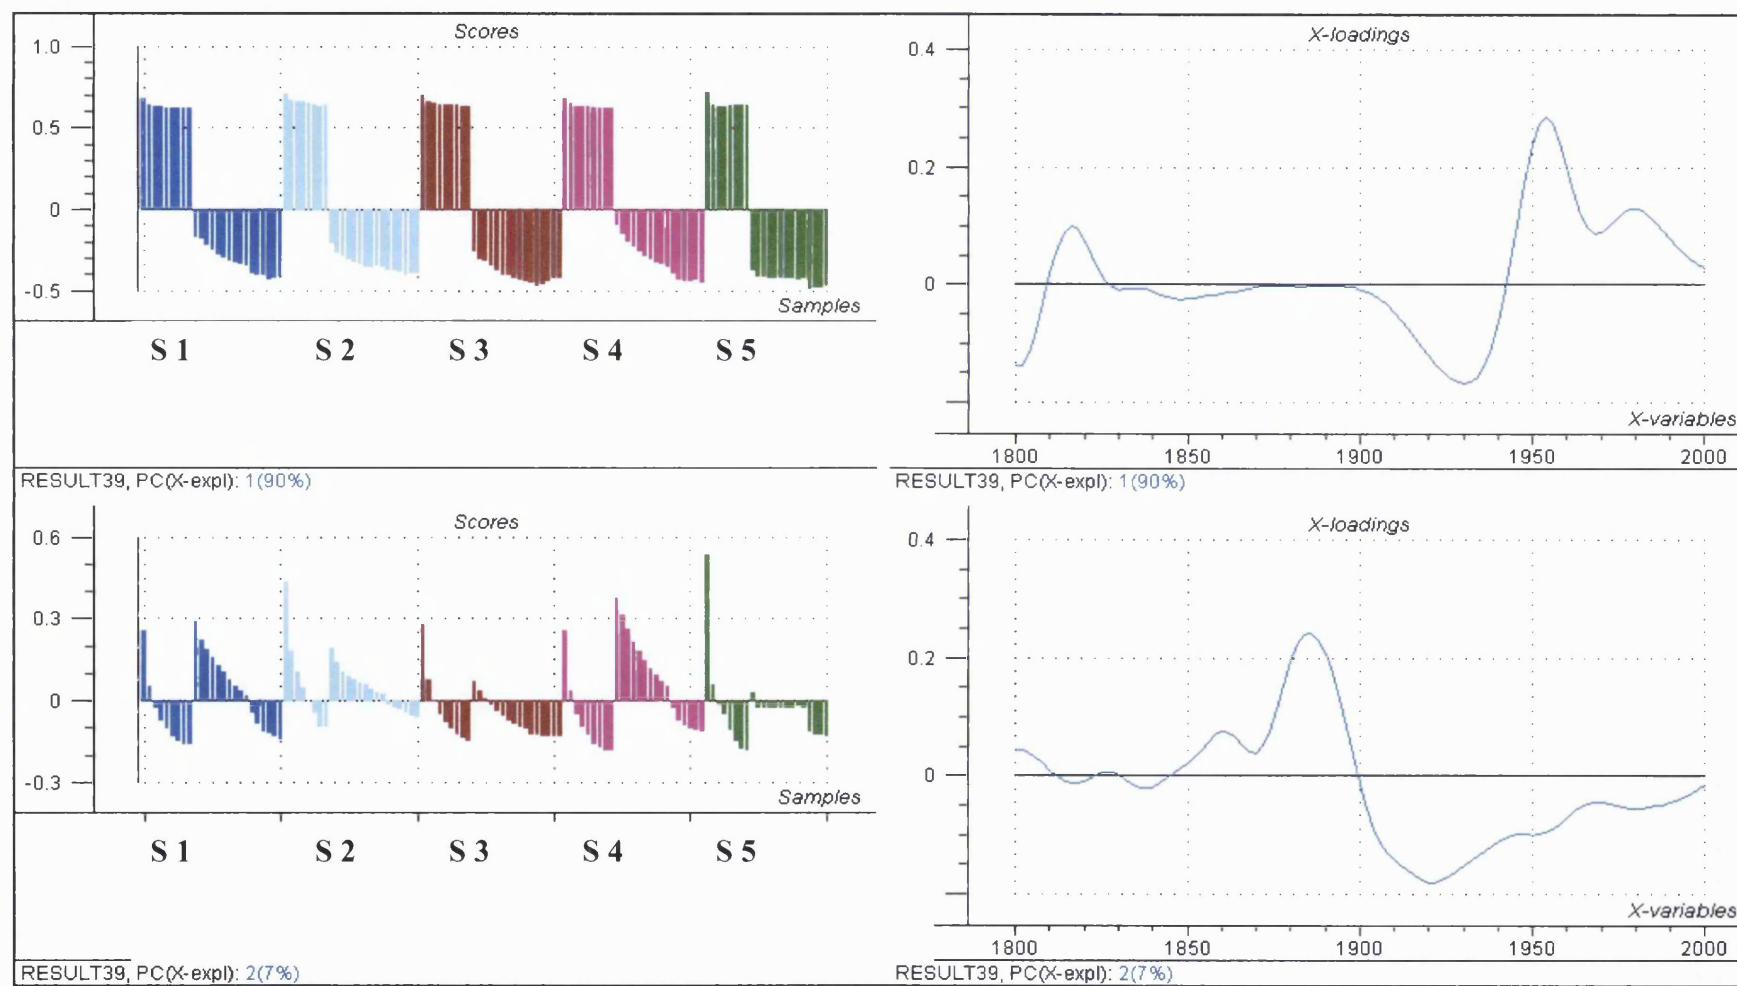 Scores
1.0
0.5
0
-0.5
Samples
S 1 S 2 S 3 S 4 S 5
RESULT39, PC(X-expl): 1(90%)
X-loadings
0.4
0.2
0
X-variables
1800 1850 1900 1950 2000
RESULT39, PC(X-expl): 1(90%)
Scores
0.6
0.3
0
-0.3
Samples
S 1 S 2 S 3 S 4 S 5
RESULT39, PC(X-expl): 2(7%)
X-loadings
0.4
0.2
0
X-variables
1800 1850 1900 1950 2000
RESULT39, PC(X-expl): 2(7%)